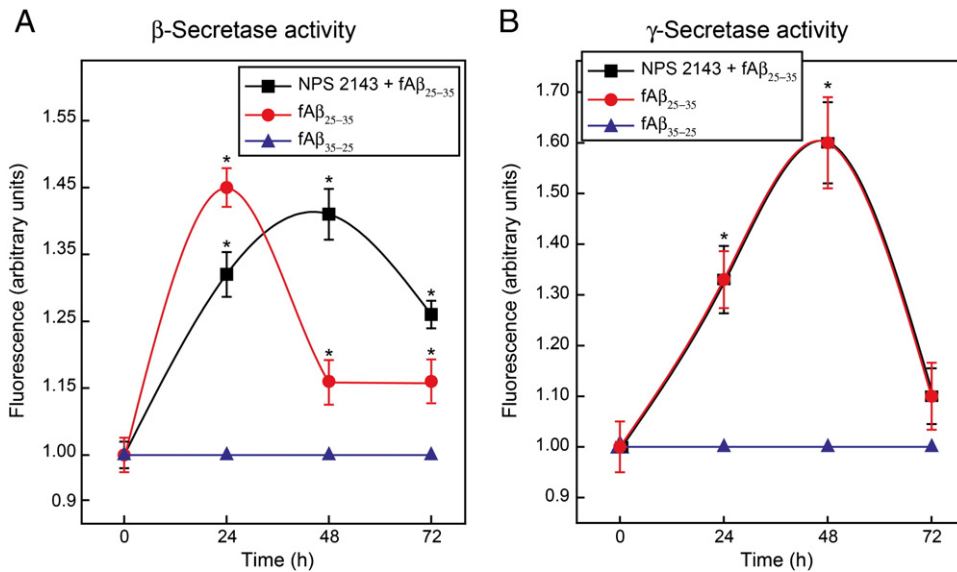 A
β-Secretase activity
NPS 2143 + fAβ25–35
fAβ25–35
fAβ35–25
Fluorescence (arbitrary units)
1.55
1.45
1.35
1.25
1.15
1.00
0.9
* * * * * *
0 24 48 72
Time (h)
B
γ-Secretase activity
NPS 2143 + fAβ25–35
fAβ25–35
fAβ35–25
Fluorescence (arbitrary units)
1.70
1.60
1.50
1.40
1.30
1.20
1.10
1.00
0.9
* *
0 24 48 72
Time (h)